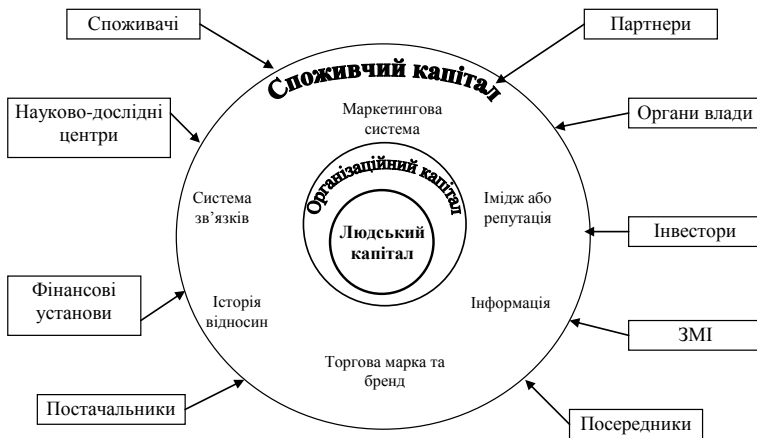 Споживачі
Партнери
Споживчий капітал
Науково-дослідні
центри
Маркетингова
система
Органи влади
Організаційний капітал
Система
зв’язків
Імідж або
репутація
Людський
капітал
Інвестори
Фінансові
установи
Історія
відносин
Інформація
ЗМІ
Торгова марка та
бренд
Постачальники
Посередники